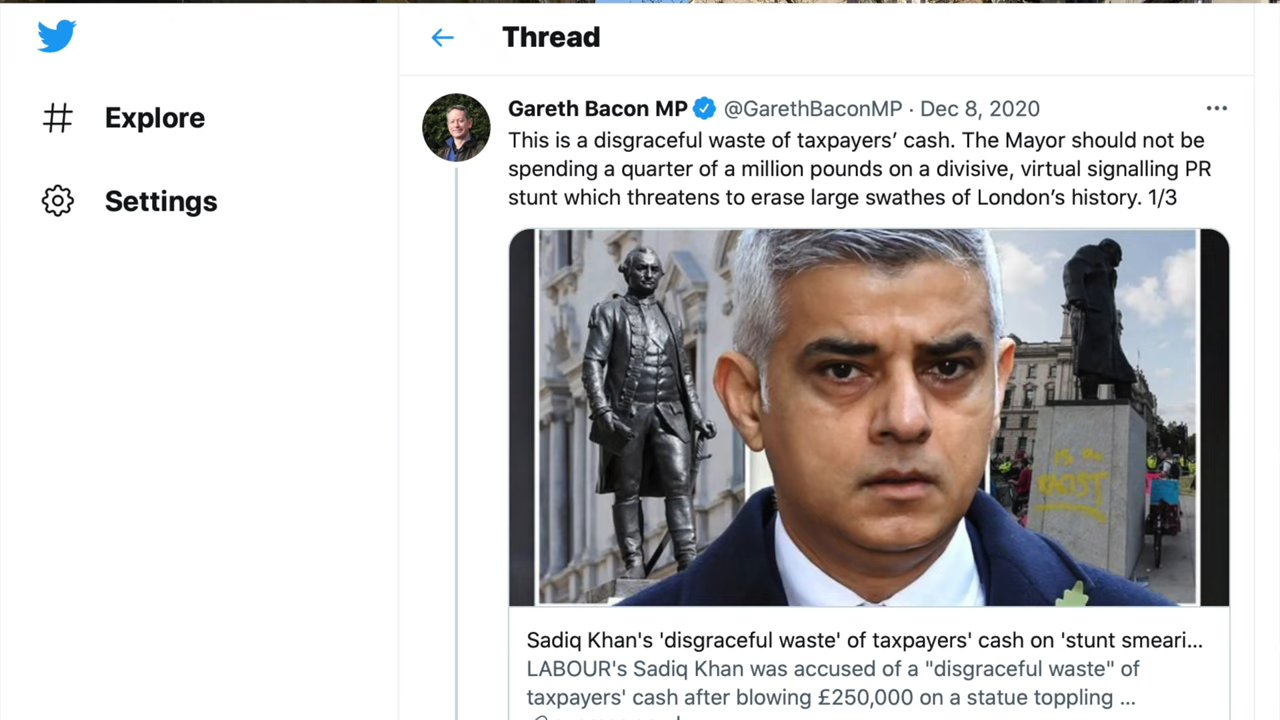 Thread
Explore
Settings
Gareth Bacon MP @GarethBaconMP · Dec 8, 2020
This is a disgraceful waste of taxpayers’ cash. The Mayor should not be
spending a quarter of a million pounds on a divisive, virtual signalling PR
stunt which threatens to erase large swathes of London’s history. 1/3
is a
RACIST
Sadiq Khan's 'disgraceful waste' of taxpayers' cash on 'stunt smeari...
LABOUR's Sadiq Khan was accused of a "disgraceful waste" of
taxpayers' cash after blowing £250,000 on a statue toppling ...